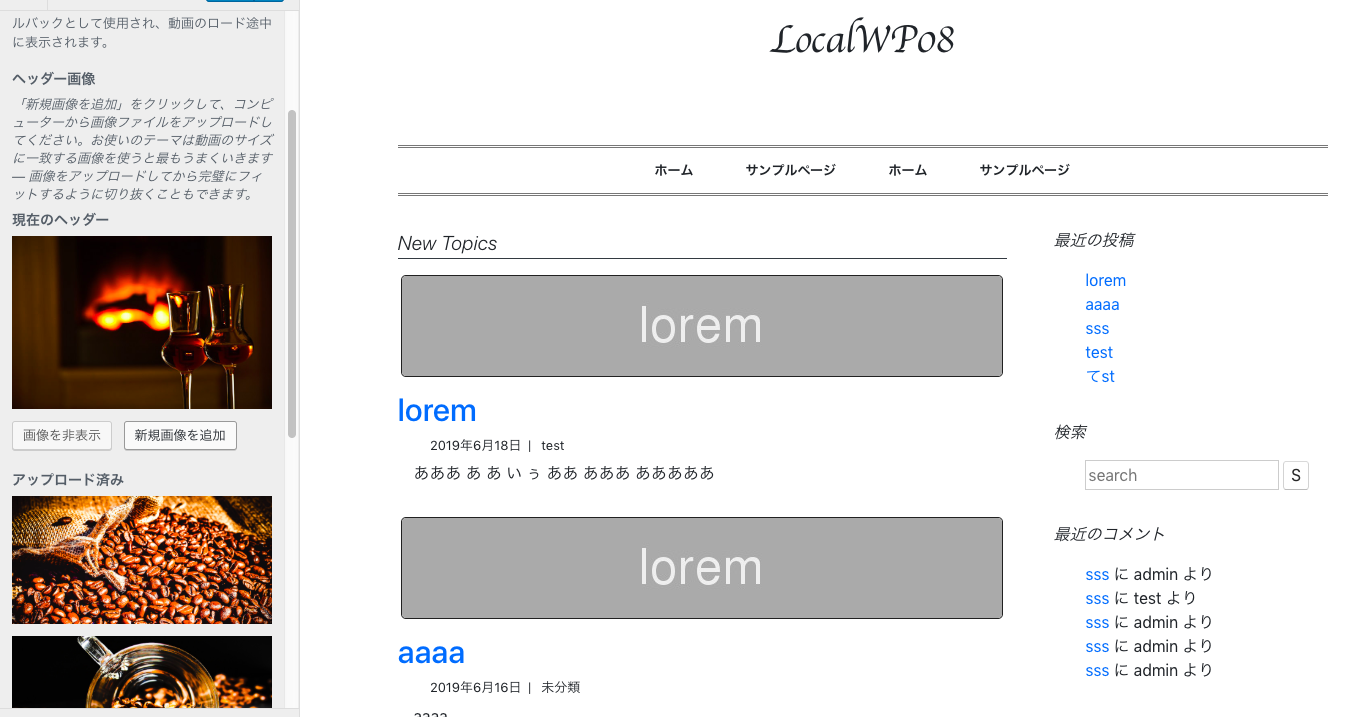 ルバックとして使用され、動画のロード途中
に表示されます。
ヘッダー画像
「新規画像を追加」をクリックして、コンピ
ューターから画像ファイルをアップロードし
てください。お使いのテーマは動画のサイズ
に一致する画像を使うと最もうまくいきます
— 画像をアップロードしてから完璧にフィ
ットするように切り抜くこともできます。
現在のヘッダー
画像を非表示
新規画像を追加
アップロード済み
LocalWP08
ホーム サンプルページ ホーム サンプルページ
New Topics
lorem
lorem
2019年6月18日 | test
あああ あ あ い ぅ ああ あああ あああああ
lorem
aaaa
2019年6月16日 | 未分類
aaaa
最近の投稿
lorem
aaaa
sss
test
てst
検索
search S
最近のコメント
sss に admin より
sss に test より
sss に admin より
sss に admin より
sss に admin より